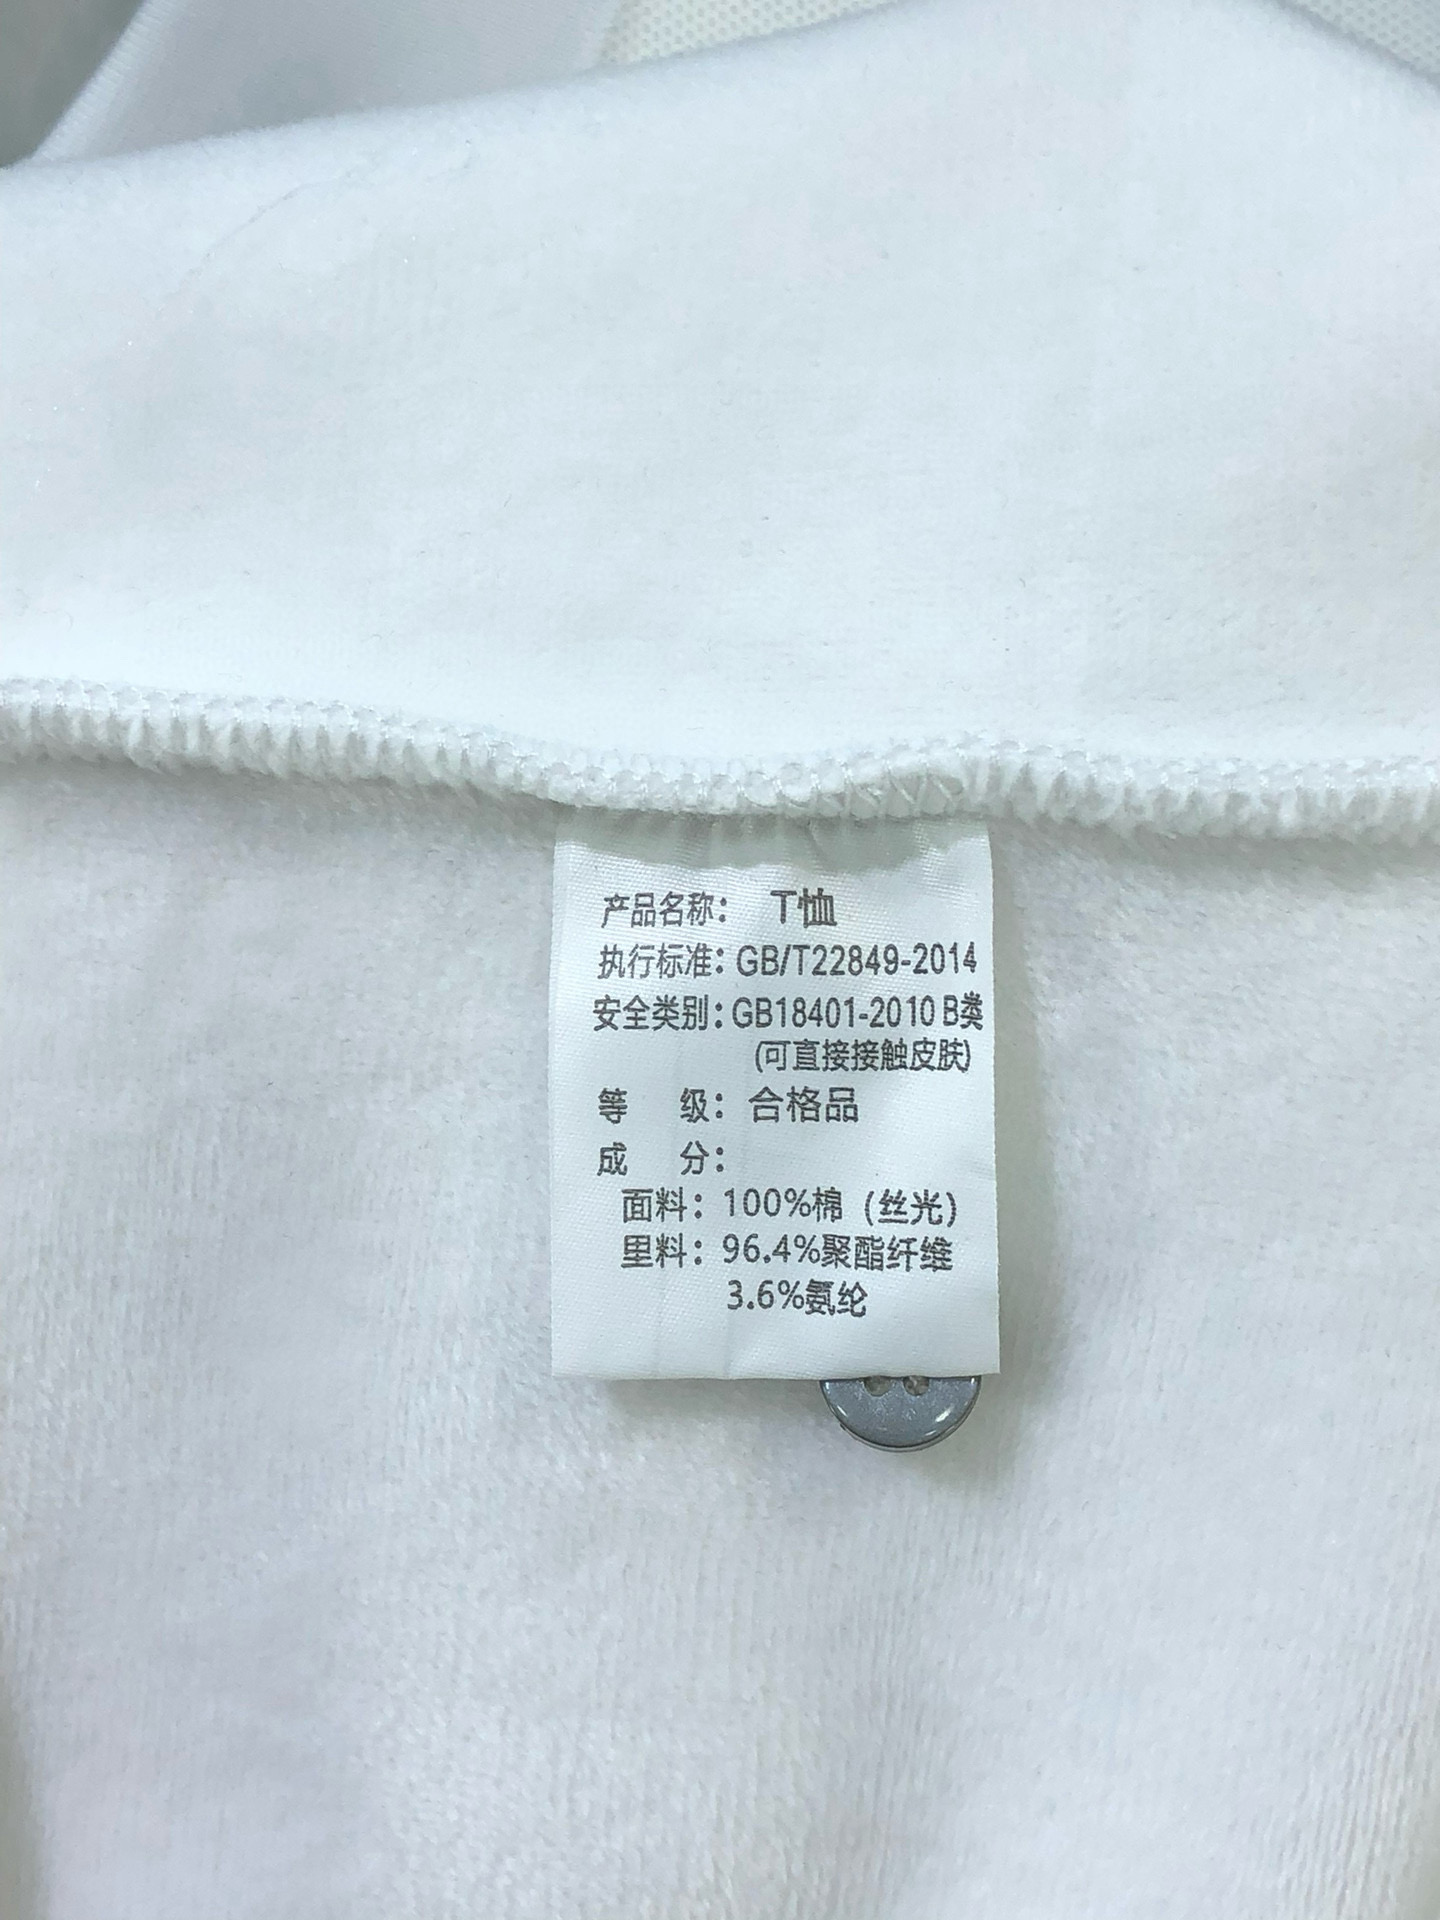 产品名称： T恤
执行标准：GB/T22849-2014
安全类别：GB18401-2010 B类
(可直接接触皮肤)
等 级：合格品
成 分：
面料：100%棉（丝光）
里料：96.4%聚酯纤维
3.6%氨纶